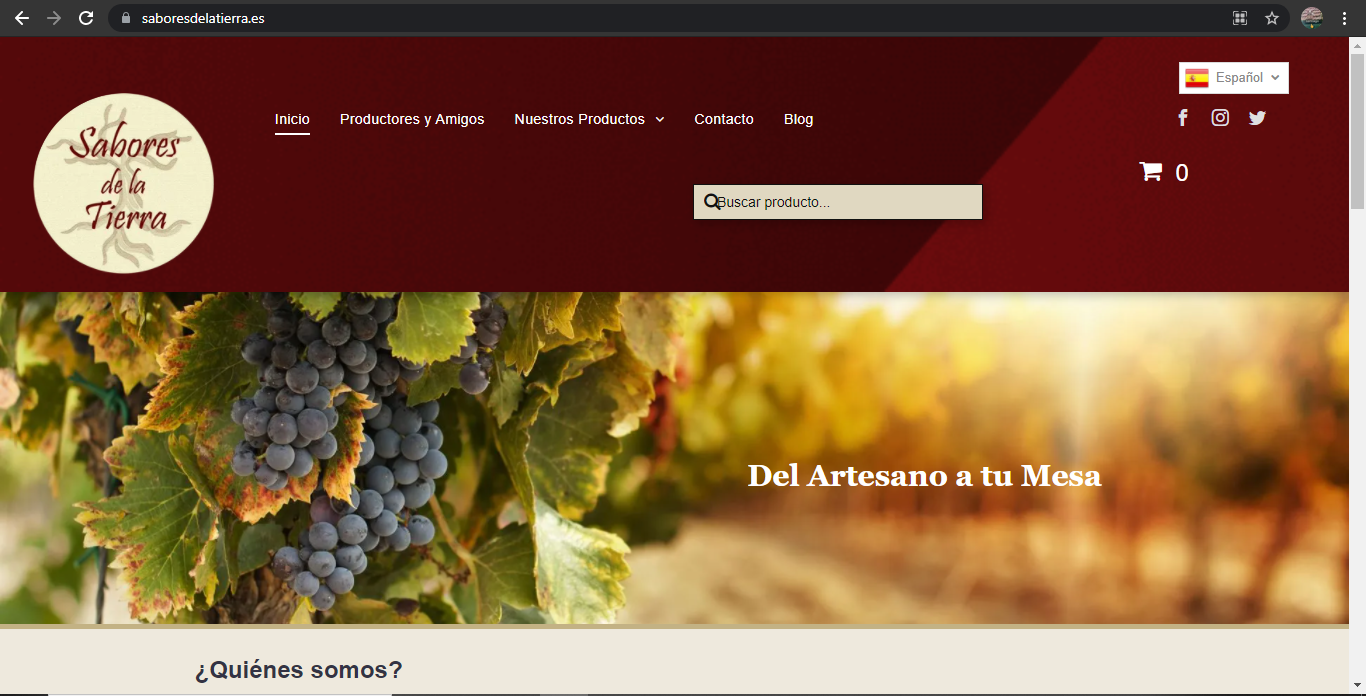 saboresdelatierra.es
Español
Sabores
de la
Tierra
Inicio Productores y Amigos Nuestros Productos Contacto Blog
0
Buscar producto...
Del Artesano a tu Mesa
¿Quiénes somos?